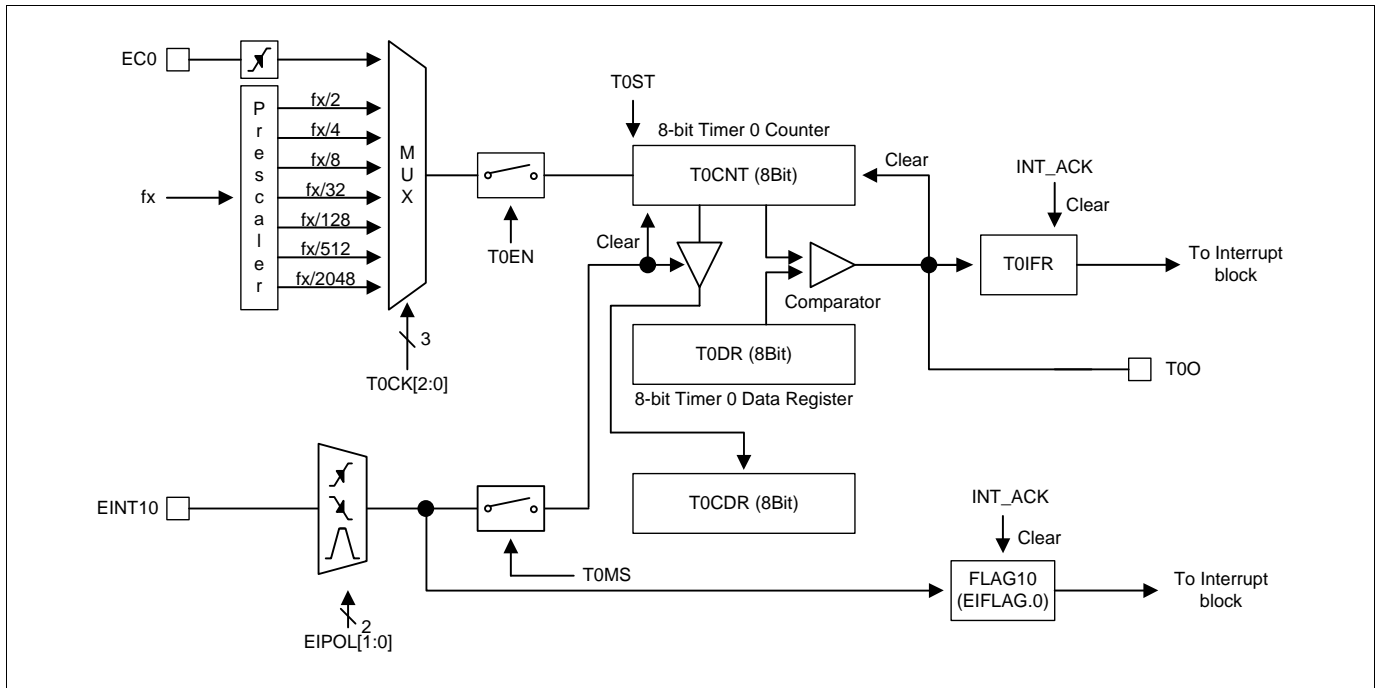 EC0
Prescaler
fx/2
fx/4
fx/8
fx/32
fx/128
fx/512
fx/2048
fx
MUX
3
T0CK[2:0]
T0EN
T0ST
8-bit Timer 0 Counter
T0CNT (8Bit)
Clear
Clear
Comparator
T0DR (8Bit)
8-bit Timer 0 Data Register
T0CDR (8Bit)
INT_ACK
Clear
T0IFR
To Interrupt
block
T0O
EINT10
2
EIPOL[1:0]
T0MS
INT_ACK
Clear
FLAG10
(EIFLAG.0)
To Interrupt
block